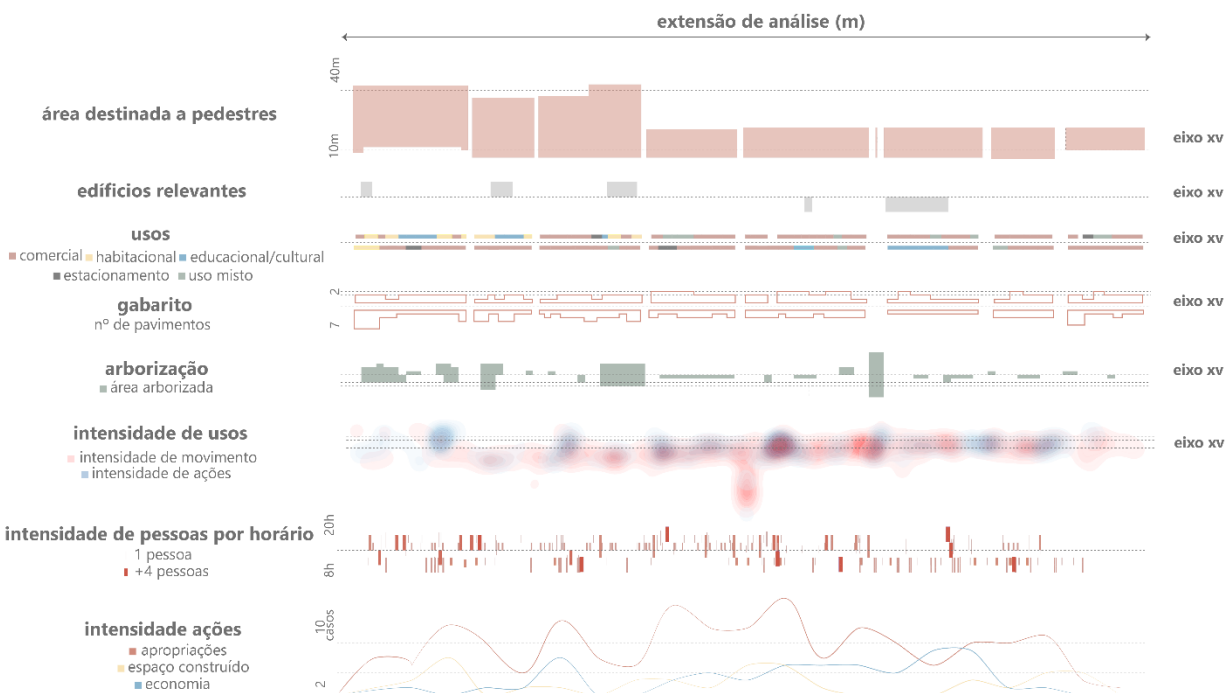 extensão de análise (m)
40m
área destinada a pedestres
10m
eixo xv
edíficios relevantes
eixo xv
usos
eixo xv
comercial habitacional educacional/cultural
estacionamento uso misto
gabarito
2
eixo xv
nº de pavimentos
7
arborização
eixo xv
área arborizada
intensidade de usos
eixo xv
intensidade de movimento
intensidade de ações
intensidade de pessoas por horário
20h
1 pessoa
+4 pessoas
8h
intensidade ações
10
casos
apropriações
espaço construído
economia
2